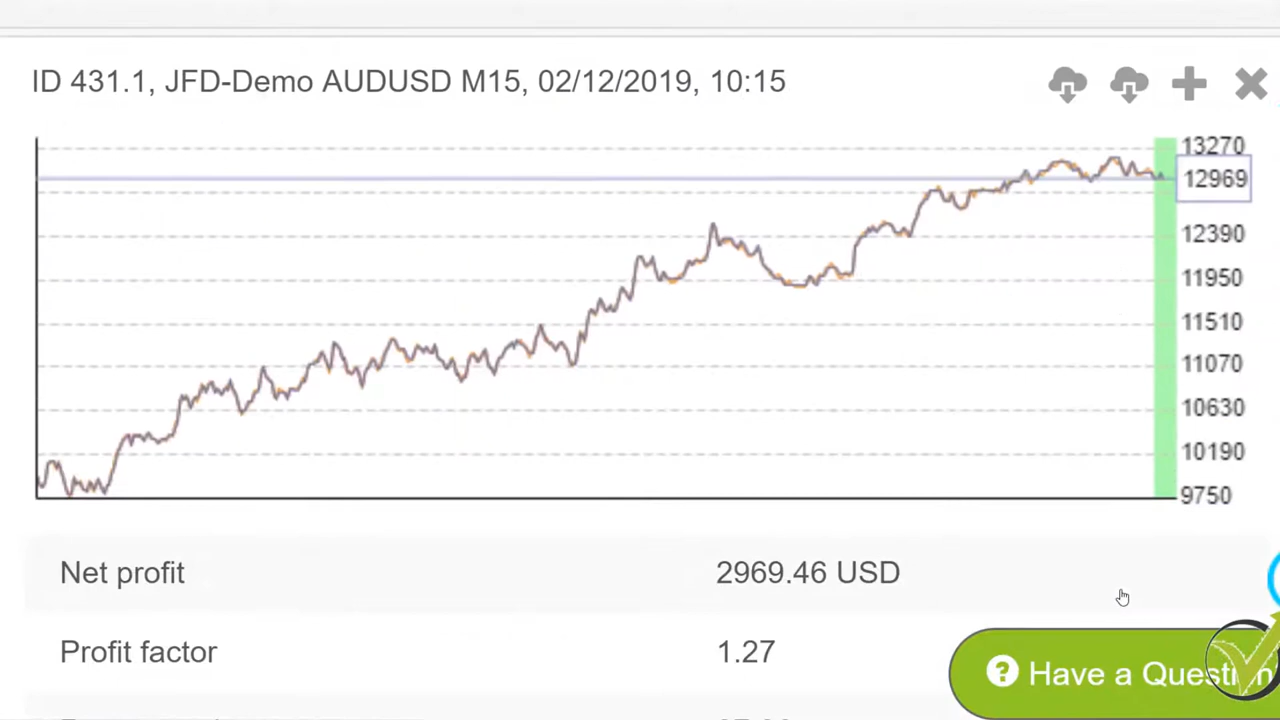 ID 431.1, JFD-Demo AUDUSD M15, 02/12/2019, 10:15
13270
12969
12390
11950
11510
11070
10630
10190
9750
Net profit 2969.46 USD
Profit factor 1.27
Have a Question